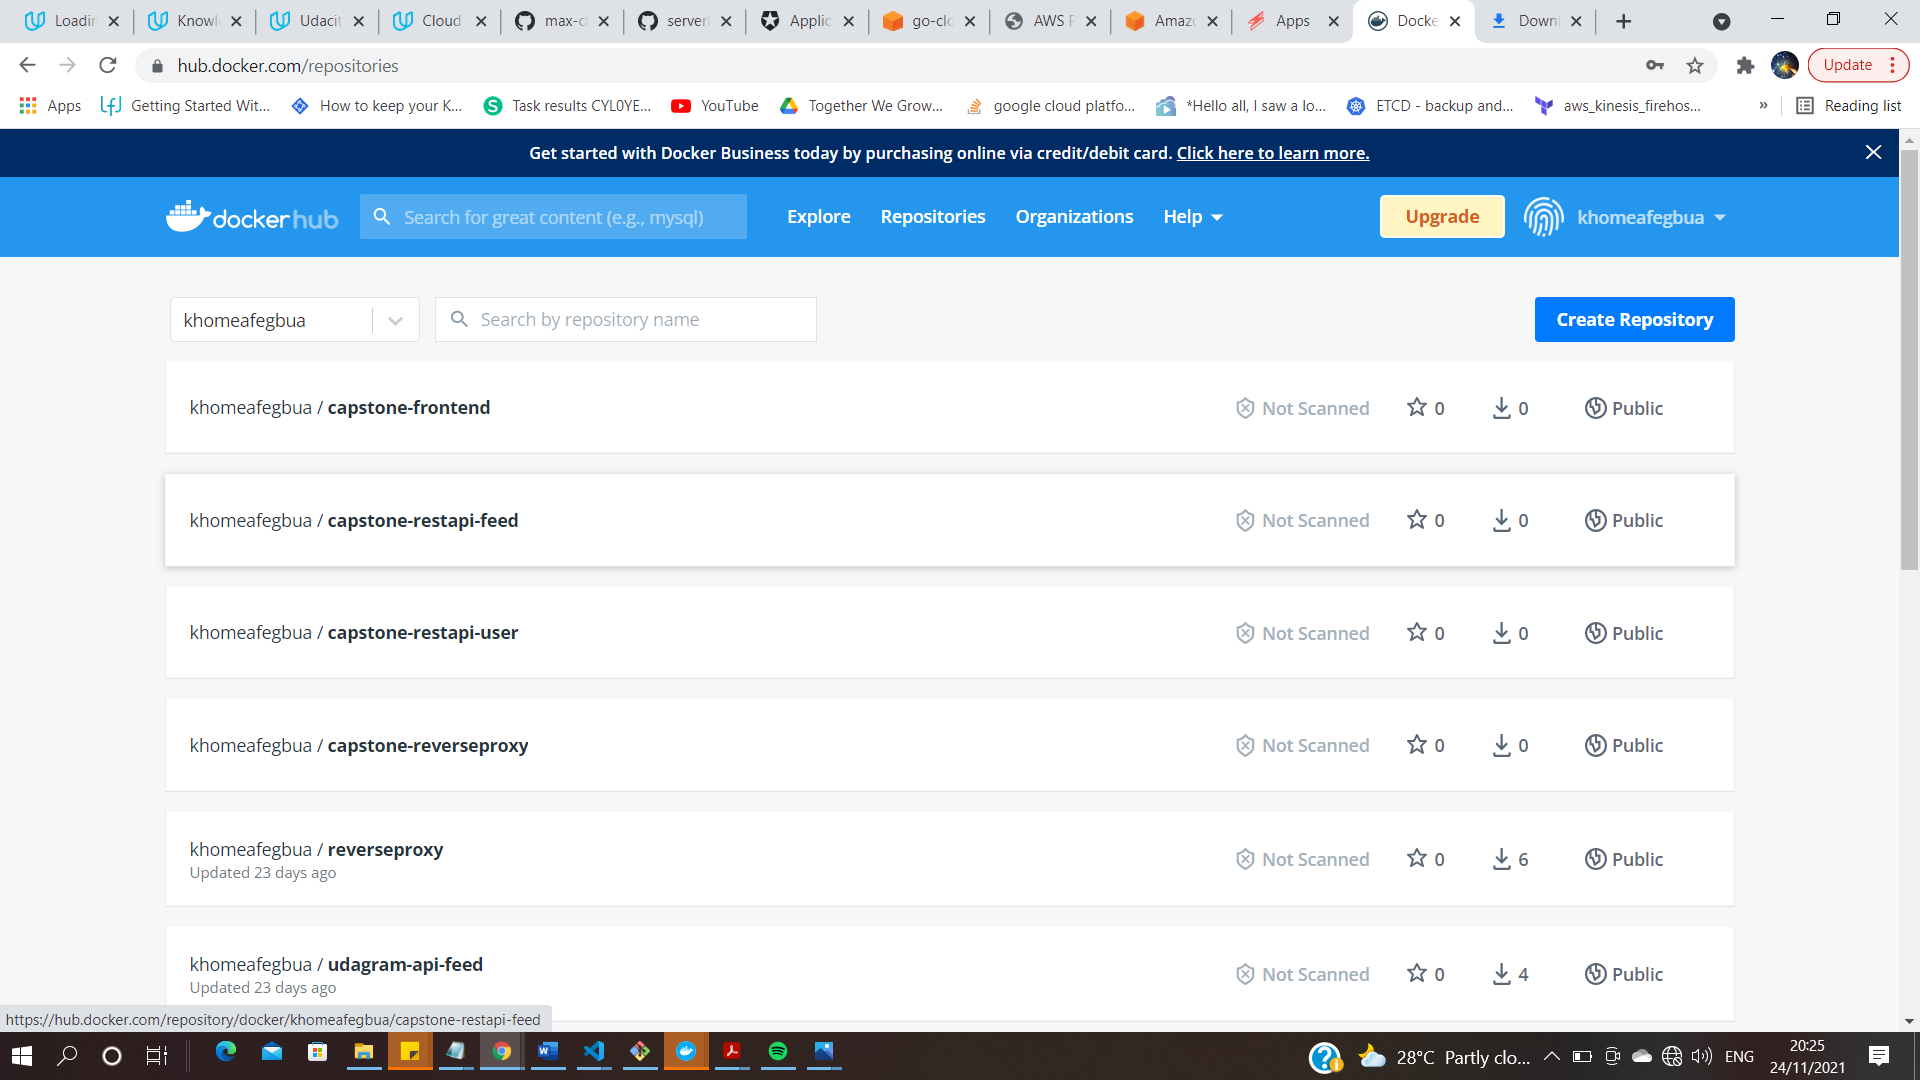 Loadin Knowl Udacit Cloud max-cl server Applic go-clo AWS P Amaz Apps Docke Down
hub.docker.com/repositories Update
Apps Getting Started Wit... How to keep your K... Task results CYL0YE... YouTube Together We Grow... google cloud platfo... *Hello all, I saw a lo... ETCD - backup and... aws_kinesis_firehos... » Reading list
Get started with Docker Business today by purchasing online via credit/debit card. Click here to learn more.
dockerhub Search for great content (e.g., mysql) Explore Repositories Organizations Help Upgrade khomeafegbua
khomeafegbua Search by repository name Create Repository
khomeafegbua / capstone-frontend Not Scanned 0 0 Public
khomeafegbua / capstone-restapi-feed Not Scanned 0 0 Public
khomeafegbua / capstone-restapi-user Not Scanned 0 0 Public
khomeafegbua / capstone-reverseproxy Not Scanned 0 0 Public
khomeafegbua / reverseproxy Not Scanned 0 6 Public
Updated 23 days ago
khomeafegbua / udagram-api-feed Not Scanned 0 4 Public
Updated 23 days ago
https://hub.docker.com/repository/docker/khomeafegbua/capstone-restapi-feed
28°C Partly clo... ENG 20:25
24/11/2021